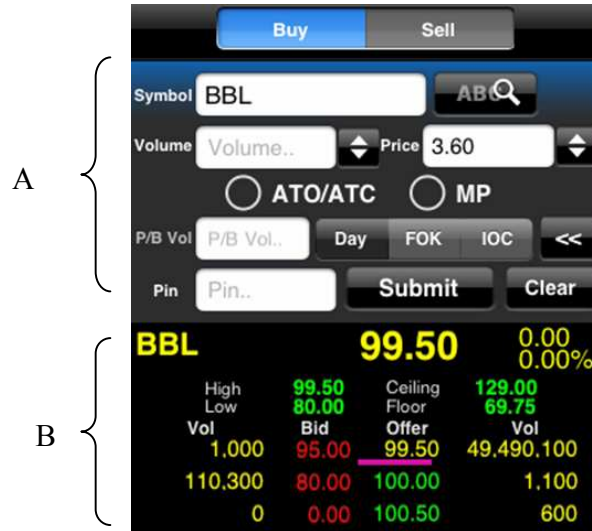 Buy Sell
Symbol BBL ABC
Volume Volume.. Price 3.60
A
ATO/ATC MP
P/B Vol P/B Vol.. Day FOK IOC <<
Pin Pin.. Submit Clear
BBL 99.50 0.00
0.00%
High 99.50 Ceiling 129.00
Low 80.00 Floor 69.75
B
Vol Bid Offer Vol
1,000 95.00 99.50 49,490,100
110,300 80.00 100.00 1,100
0 0.00 100.50 600